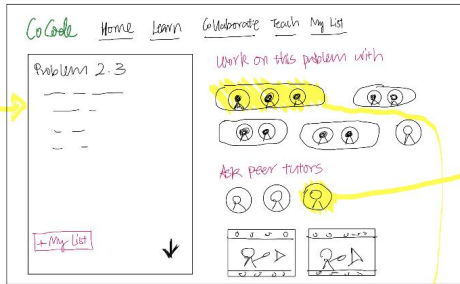 CoCode Home Learn Collaborate Teach My List
Problem 2.3
Work on this problem with
Ask peer tutors
+ My List